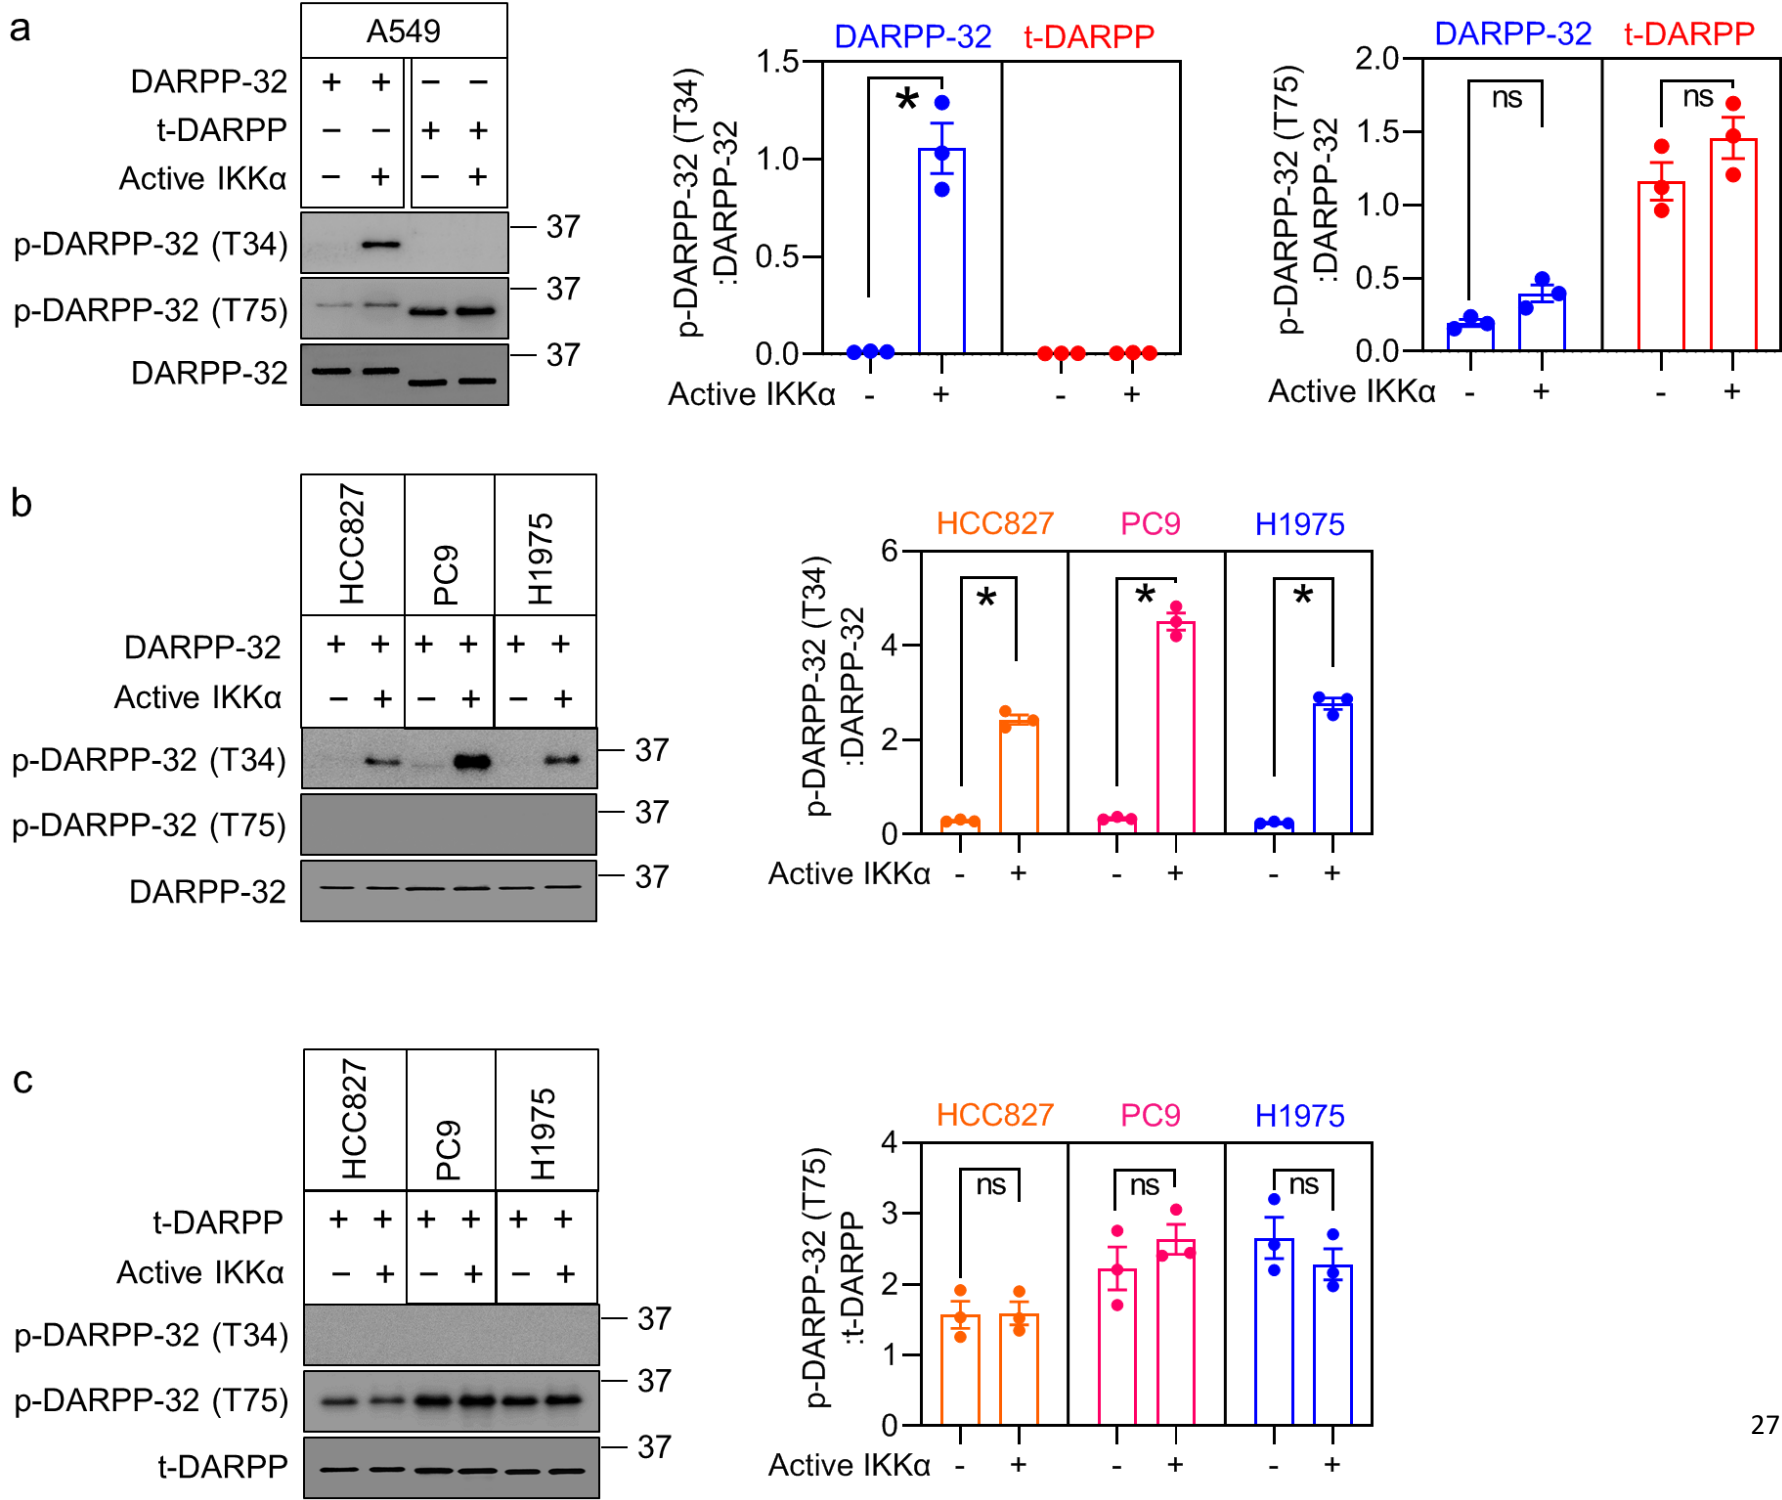 a
A549
DARPP-32 + + − −
t-DARPP − − + +
Active IKKα − + − +
p-DARPP-32 (T34) 37
p-DARPP-32 (T75) 37
DARPP-32 37
DARPP-32 t-DARPP
p-DARPP-32 (T34)
:DARPP-32
1.5
1.0
0.5
0.0
*
Active IKKα - + - +
DARPP-32 t-DARPP
p-DARPP-32 (T75)
:DARPP-32
2.0
1.5
1.0
0.5
0.0
ns ns
Active IKKα - + - +
b
HCC827 PC9 H1975
DARPP-32 + + + + + +
Active IKKα − + − + − +
p-DARPP-32 (T34) 37
p-DARPP-32 (T75) 37
DARPP-32 37
HCC827 PC9 H1975
p-DARPP-32 (T34)
:DARPP-32
6
4
2
0
* * *
Active IKKα - + - + - +
c
HCC827 PC9 H1975
t-DARPP + + + + + +
Active IKKα − + − + − +
p-DARPP-32 (T34) 37
p-DARPP-32 (T75) 37
t-DARPP 37
HCC827 PC9 H1975
p-DARPP-32 (T75)
:t-DARPP
4
3
2
1
0
ns ns ns
Active IKKα - + - + - +
27